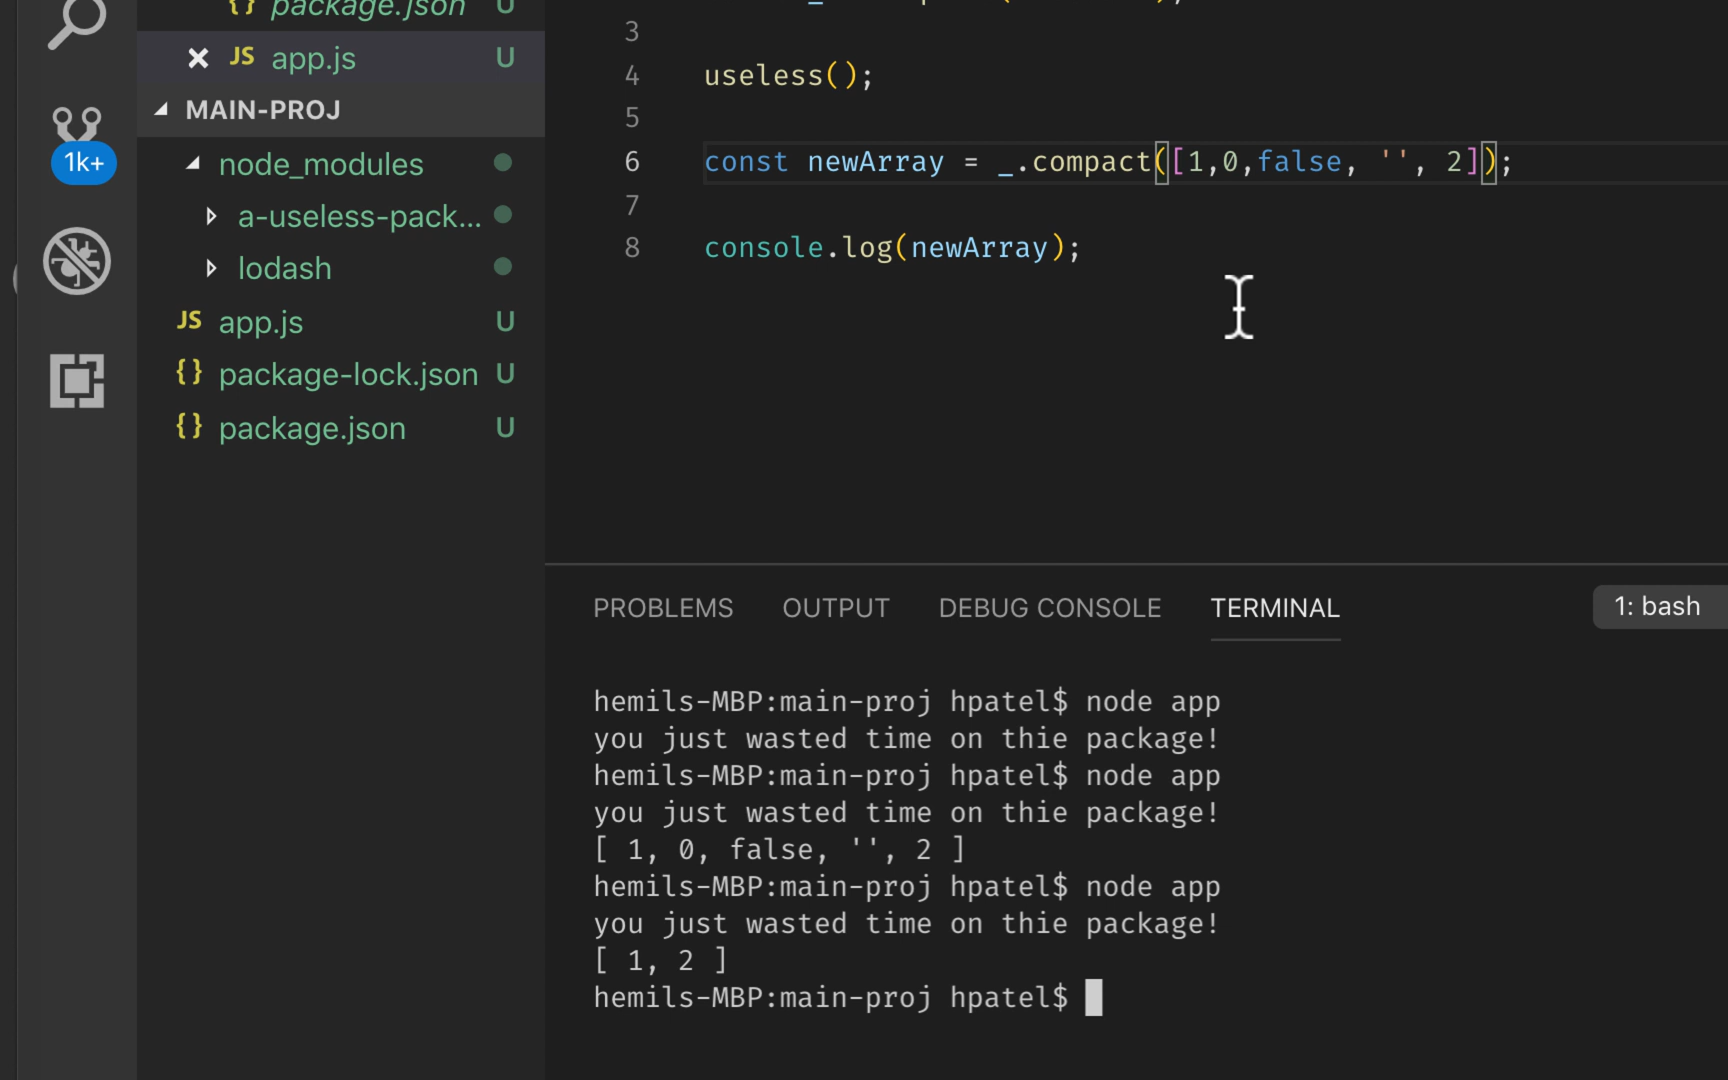 {} package.json U
JS app.js U
MAIN-PROJ
1k+
node_modules
a-useless-pack...
lodash
JS app.js U
{} package-lock.json U
{} package.json U
3
4 useless();
5
6 const newArray = _.compact([1,0,false, '', 2]);
7
8 console.log(newArray);
PROBLEMS OUTPUT DEBUG CONSOLE TERMINAL 1: bash
hemils-MBP:main-proj hpatel$ node app
you just wasted time on thie package!
hemils-MBP:main-proj hpatel$ node app
you just wasted time on thie package!
[ 1, 0, false, '', 2 ]
hemils-MBP:main-proj hpatel$ node app
you just wasted time on thie package!
[ 1, 2 ]
hemils-MBP:main-proj hpatel$